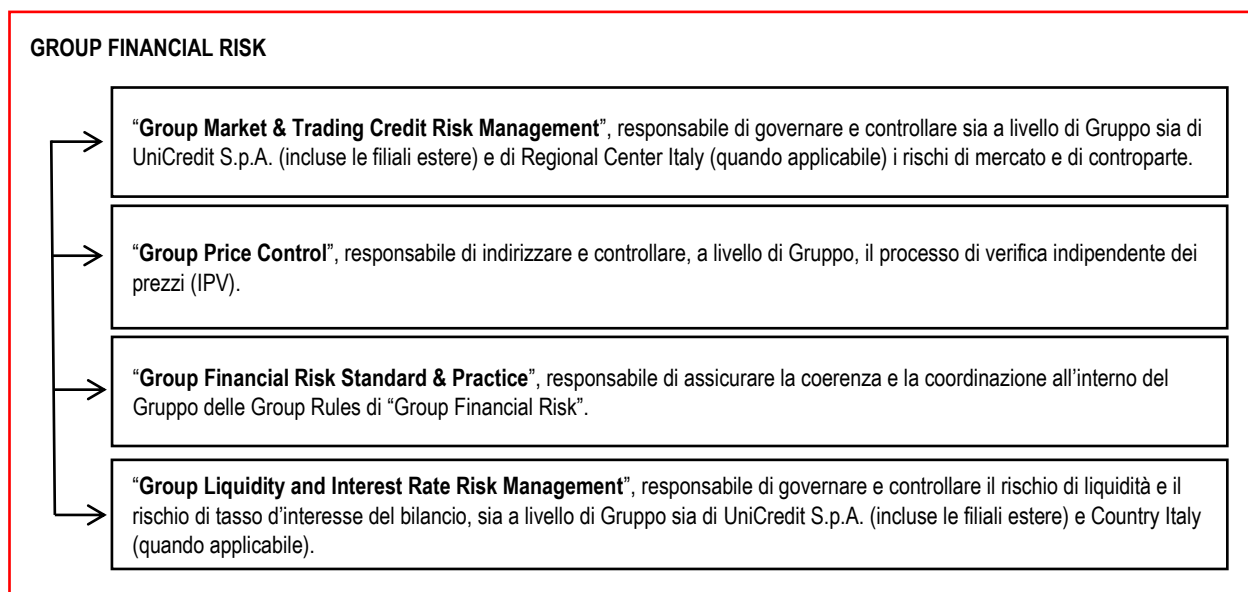 GROUP FINANCIAL RISK
“Group Market & Trading Credit Risk Management”, responsabile di governare e controllare sia a livello di Gruppo sia di
UniCredit S.p.A. (incluse le filiali estere) e di Regional Center Italy (quando applicabile) i rischi di mercato e di controparte.
“Group Price Control”, responsabile di indirizzare e controllare, a livello di Gruppo, il processo di verifica indipendente dei
prezzi (IPV).
“Group Financial Risk Standard & Practice”, responsabile di assicurare la coerenza e la coordinazione all’interno del
Gruppo delle Group Rules di “Group Financial Risk”.
“Group Liquidity and Interest Rate Risk Management”, responsabile di governare e controllare il rischio di liquidità e il
rischio di tasso d’interesse del bilancio, sia a livello di Gruppo sia di UniCredit S.p.A. (incluse le filiali estere) e Country Italy
(quando applicabile).